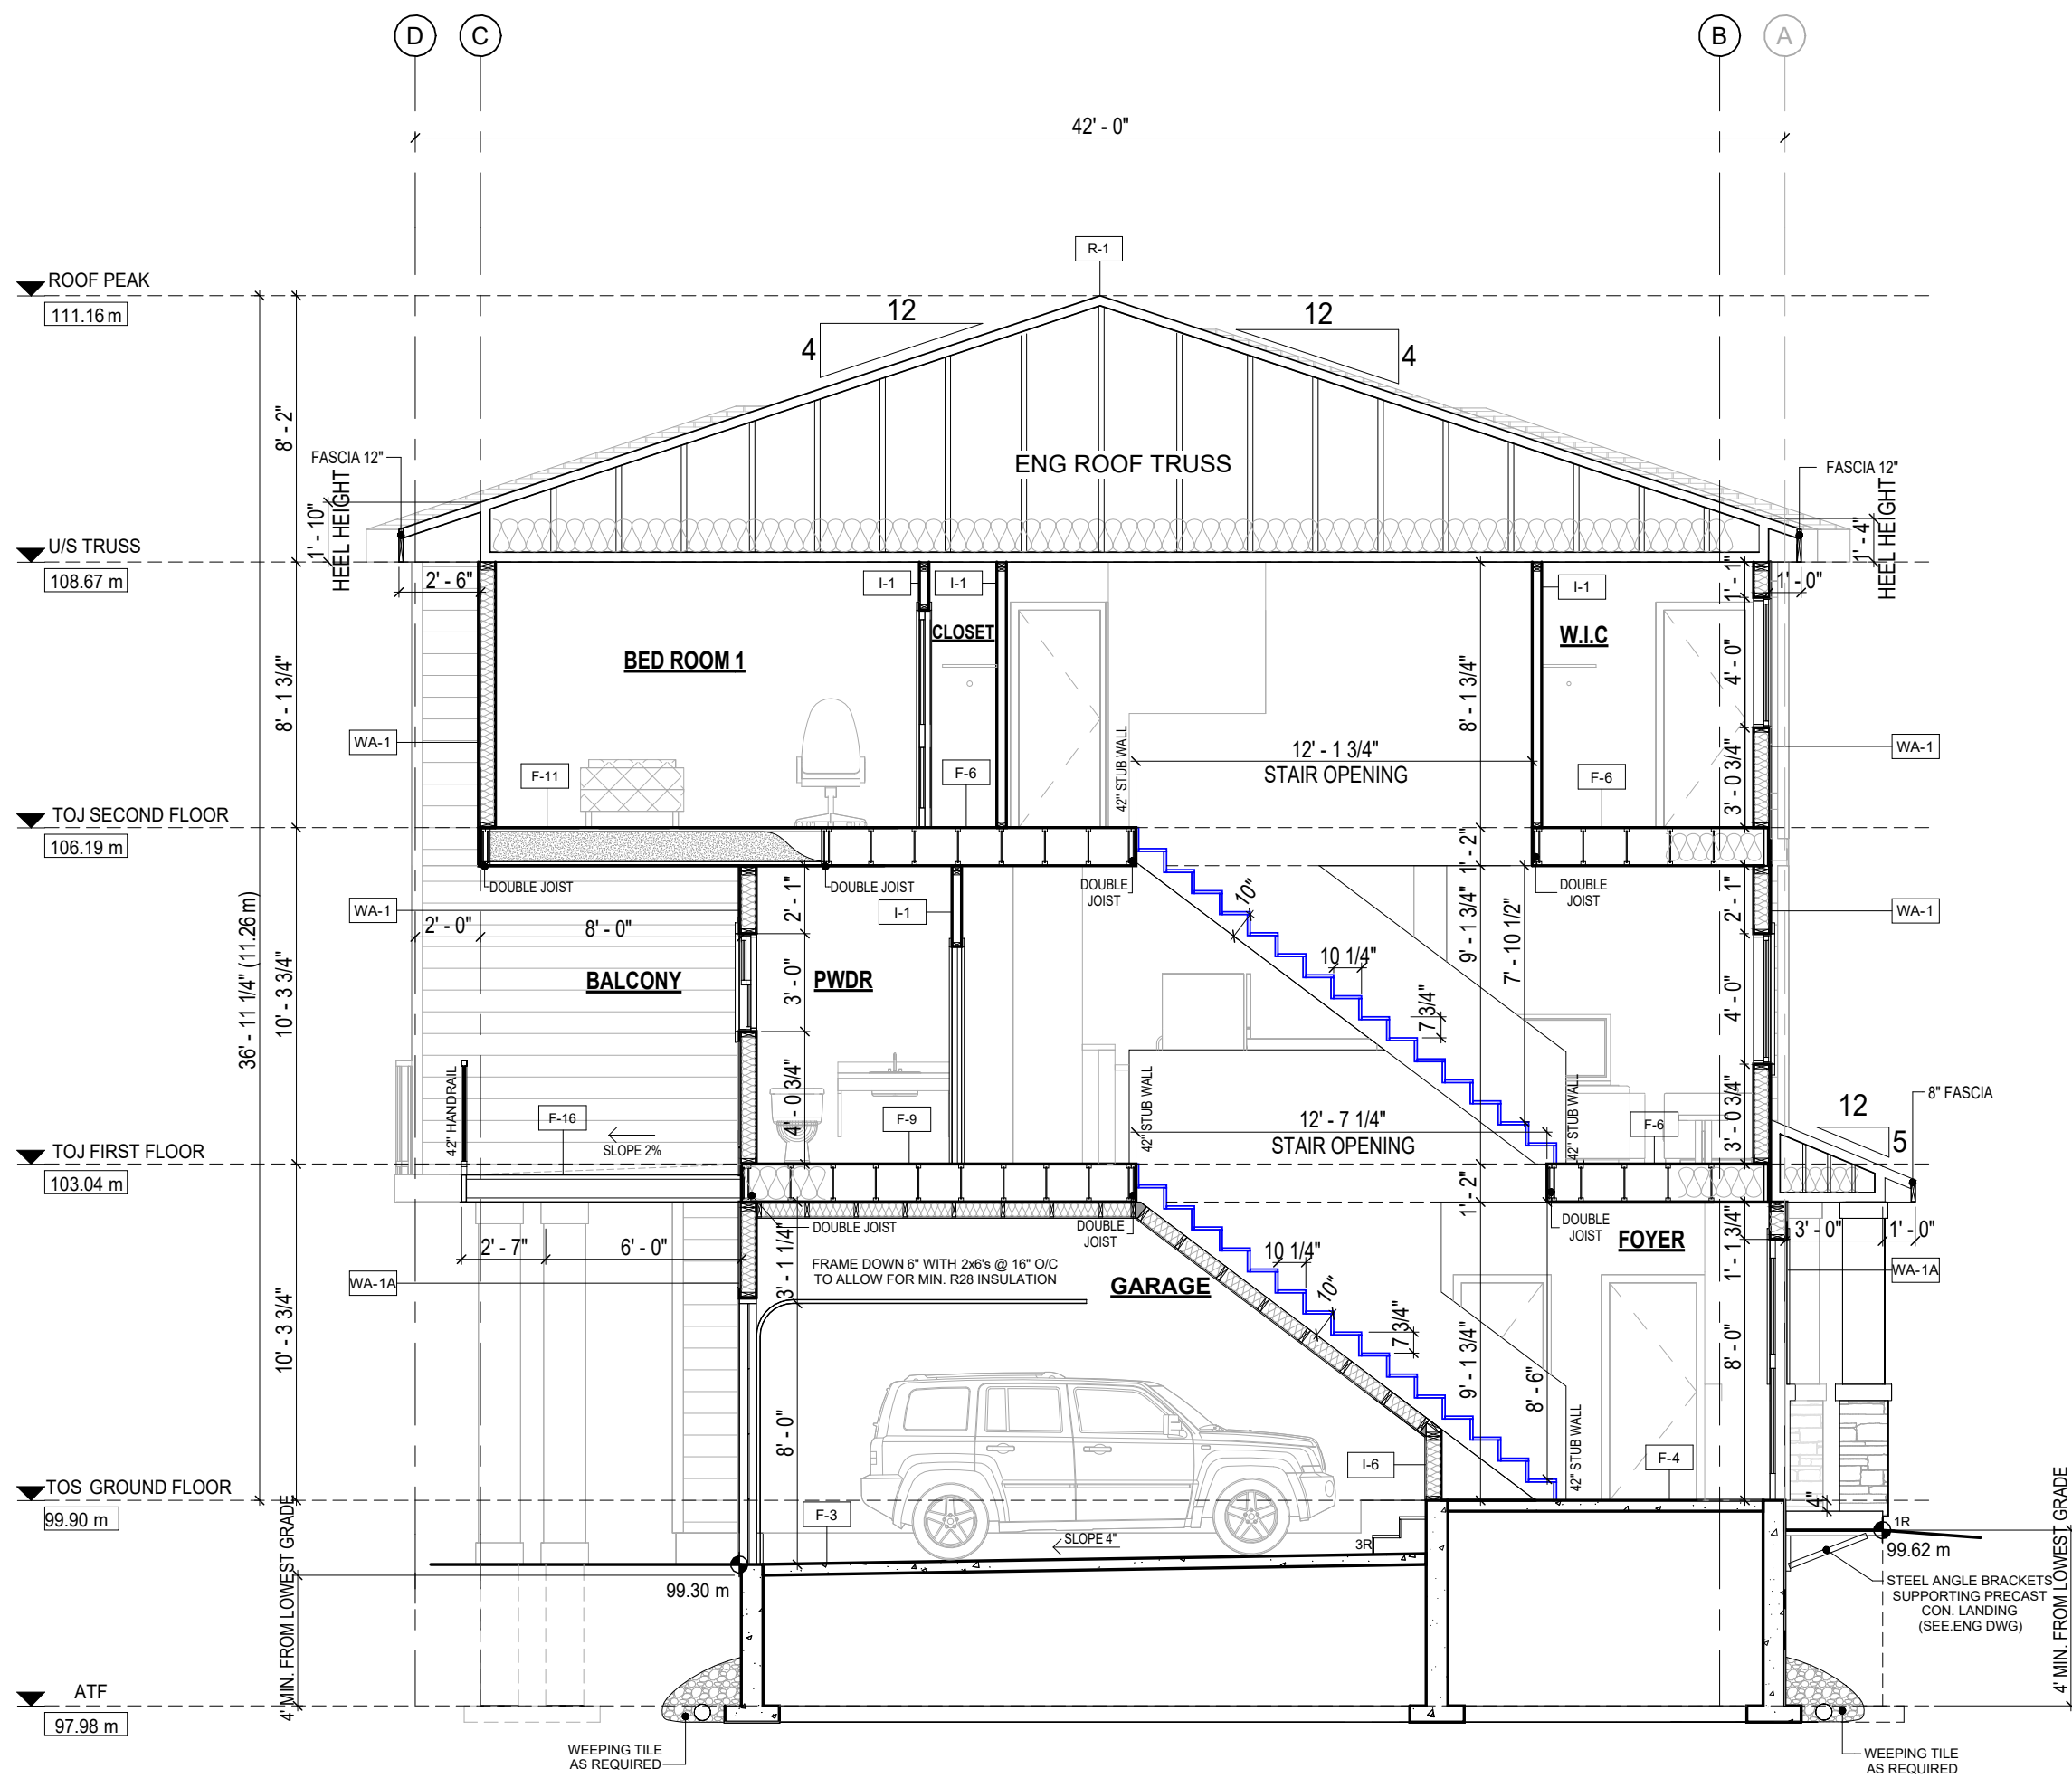 D
C
B
A
42' - 0"
R-1
ROOF PEAK
111.16 m
12
4
12
4
8' - 2"
ENG ROOF TRUSS
FASCIA 12"
FASCIA 12"
1' - 10"
HEEL HEIGHT
1' - 4"
HEEL HEIGHT
U/S TRUSS
108.67 m
2' - 6"
I-1
I-1
I-1
1' - 1"
1' - 0"
BED ROOM 1
CLOSET
W.I.C
8' - 1 3/4"
8' - 1 3/4"
4' - 0"
WA-1
WA-1
F-11
F-6
42" STUB WALL
12' - 1 3/4"
STAIR OPENING
F-6
3' - 0 3/4"
TOJ SECOND FLOOR
106.19 m
1' - 2"
DOUBLE JOIST
DOUBLE JOIST
DOUBLE
JOIST
DOUBLE
JOIST
WA-1
I-1
WA-1
2' - 1"
10"
9' - 1 3/4"
7' - 10 1/2"
2' - 1"
2' - 0"
8' - 0"
36' - 11 1/4" (11.26 m)
10' - 3 3/4"
BALCONY
PWDR
3' - 0"
10 1/4"
7 3/4"
4' - 0"
42" HANDRAIL
F-16
SLOPE 2%
4' - 0 3/4"
F-9
42" STUB WALL
12' - 7 1/4"
STAIR OPENING
42" STUB WALL
F-6
3' - 0 3/4"
12
5
8" FASCIA
TOJ FIRST FLOOR
103.04 m
1' - 2"
DOUBLE JOIST
DOUBLE
JOIST
DOUBLE
JOIST
FOYER
1' - 1 3/4"
3' - 0"
1' - 0"
2' - 7"
6' - 0"
WA-1A
3' - 1 1/4"
FRAME DOWN 6" WITH 2x6's @ 16" O/C
TO ALLOW FOR MIN. R28 INSULATION
GARAGE
10 1/4"
10"
7 3/4"
WA-1A
10' - 3 3/4"
8' - 0"
9' - 1 3/4"
8' - 6"
8' - 0"
42" STUB WALL
I-6
F-4
TOS GROUND FLOOR
99.90 m
F-3
SLOPE 4"
3R
4"
1R
99.62 m
99.30 m
STEEL ANGLE BRACKETS
SUPPORTING PRECAST
CON. LANDING
(SEE.ENG DWG)
4' MIN. FROM LOWEST GRADE
4' MIN. FROM LOWEST GRADE
ATF
97.98 m
WEEPING TILE
AS REQUIRED
WEEPING TILE
AS REQUIRED